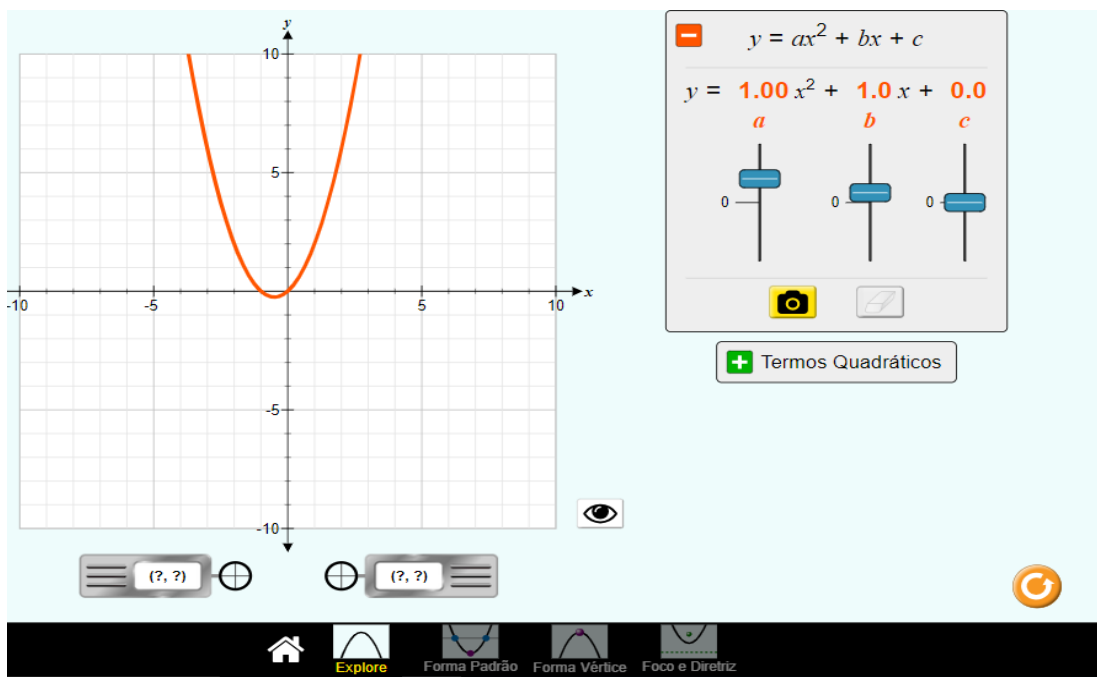 y
10
5
-10
-5
5
10
x
-5
-10
(?, ?)
(?, ?)
y = ax² + bx + c
y = 1.00 x² + 1.0 x + 0.0
a b c
0 0 0
Termos Quadráticos
Explore
Forma Padrão
Forma Vértice
Foco e Diretriz